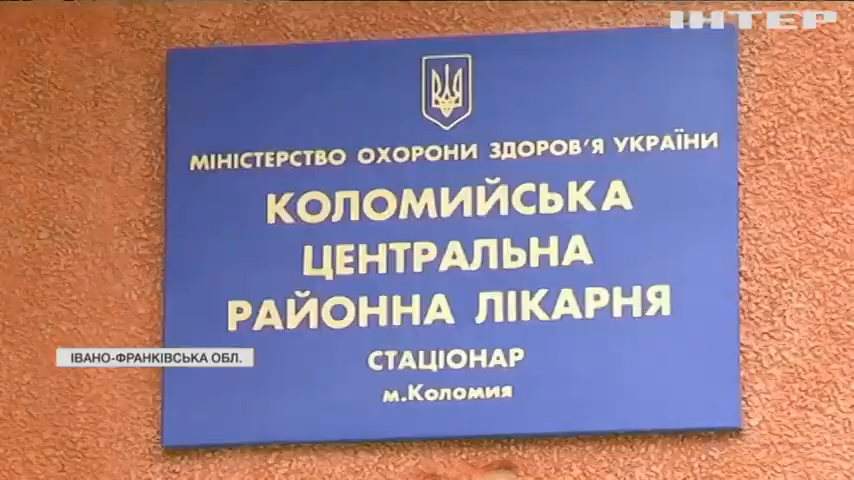 ІНТЕР
МІНІСТЕРСТВО ОХОРОНИ ЗДОРОВ'Я УКРАЇНИ
КОЛОМИЙСЬКА
ЦЕНТРАЛЬНА
РАЙОННА ЛІКАРНЯ
СТАЦІОНАР
м.Коломия
ІВАНО-ФРАНКІВСЬКА ОБЛ.